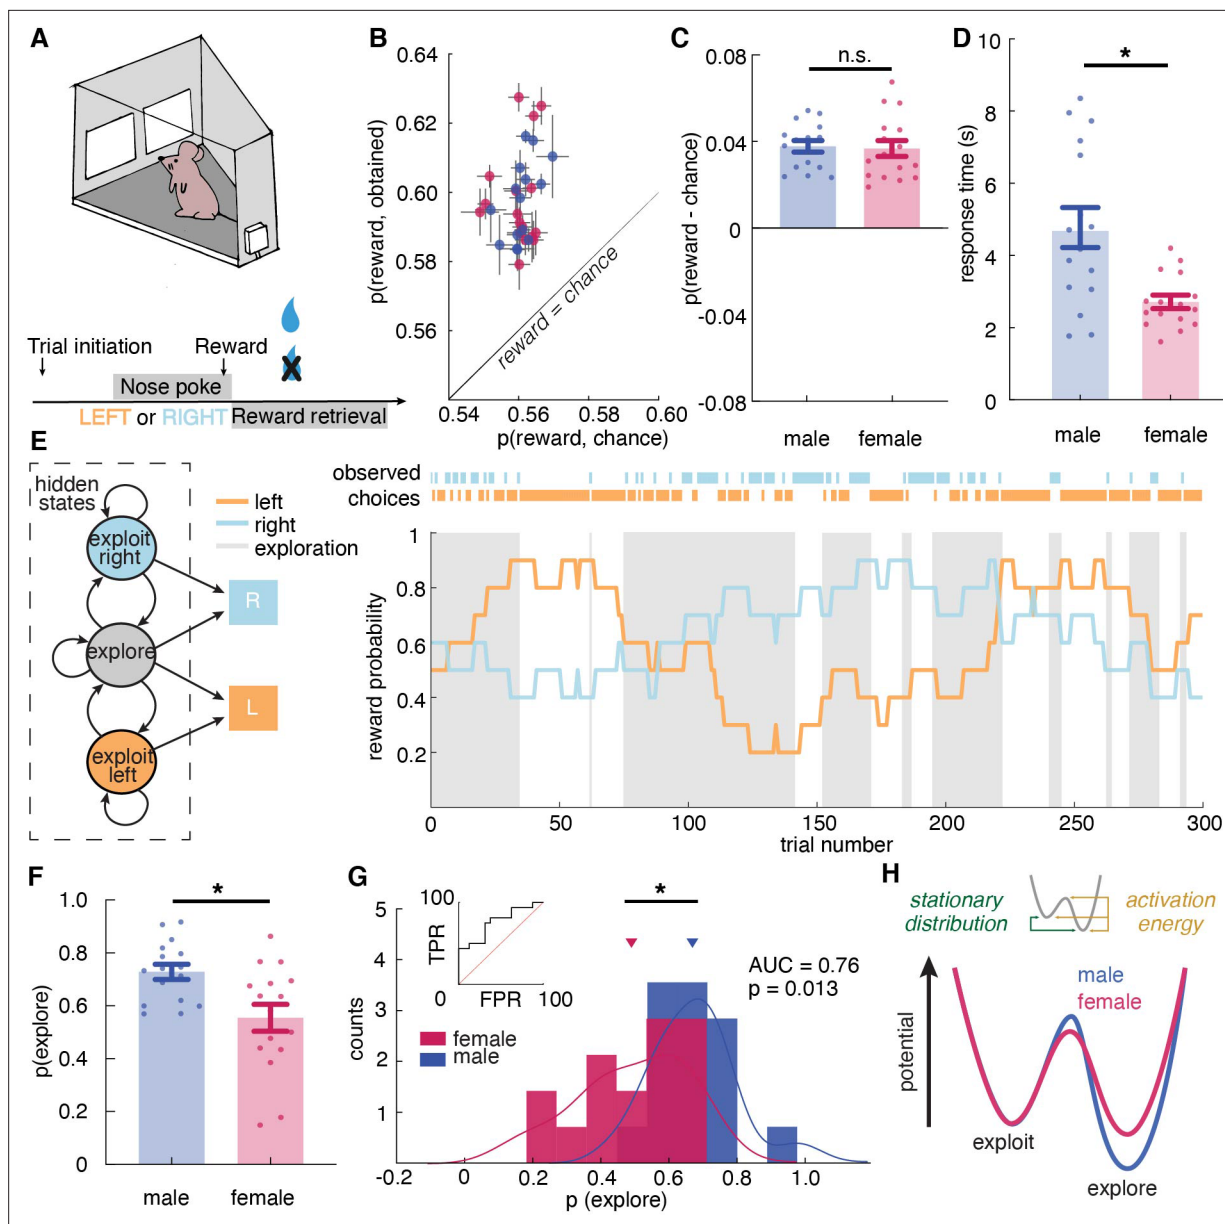 A
Trial initiation
Reward
Nose poke
LEFT or RIGHT
Reward retrieval
B
p(reward, obtained)
0.64
0.62
0.60
0.58
0.56
reward = chance
0.54
0.56
0.58
0.60
p(reward, chance)
C
n.s.
p(reward - chance)
0.08
0.04
0
-0.04
-0.08
male
female
D
*
response time (s)
10
8
6
4
2
0
male
female
E
hidden
states
exploit
right
explore
exploit
left
R
L
left
right
exploration
observed
choices
reward probability
1
0.8
0.6
0.4
0.2
0
50
100
150
200
250
300
trial number
F
*
p(explore)
1.0
0.8
0.6
0.4
0.2
0
male
female
G
counts
5
4
3
2
1
100
TPR
0
FPR
100
*
AUC = 0.76
p = 0.013
female
male
-0.2
0
0.2
0.4
0.6
0.8
1.0
p (explore)
H
stationary
distribution
activation
energy
male
female
potential
exploit
explore